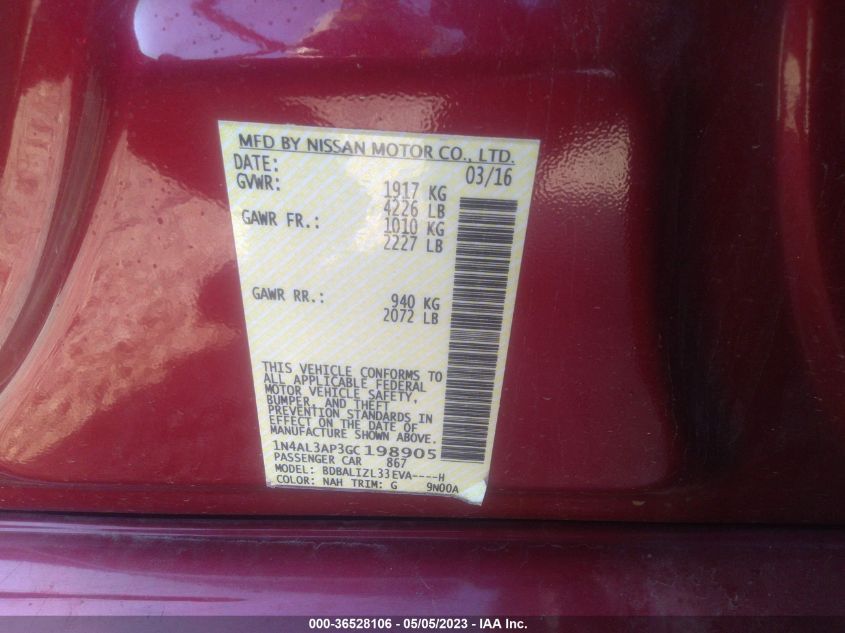 MFD BY NISSAN MOTOR CO., LTD.
DATE: 03/16
GVWR: 1917 KG
4226 LB
GAWR FR.: 1010 KG
2227 LB
GAWR RR.: 940 KG
2072 LB
THIS VEHICLE CONFORMS TO
ALL APPLICABLE FEDERAL
MOTOR VEHICLE SAFETY,
BUMPER, AND THEFT
PREVENTION STANDARDS IN
EFFECT ON THE DATE OF
MANUFACTURE SHOWN ABOVE.
1N4AL3AP3GC198905
PASSENGER CAR 867
MODEL: BDBALIZL33EVA----H
COLOR: NAH TRIM: G 9N00A
000-36528106 - 05/05/2023 - IAA Inc.